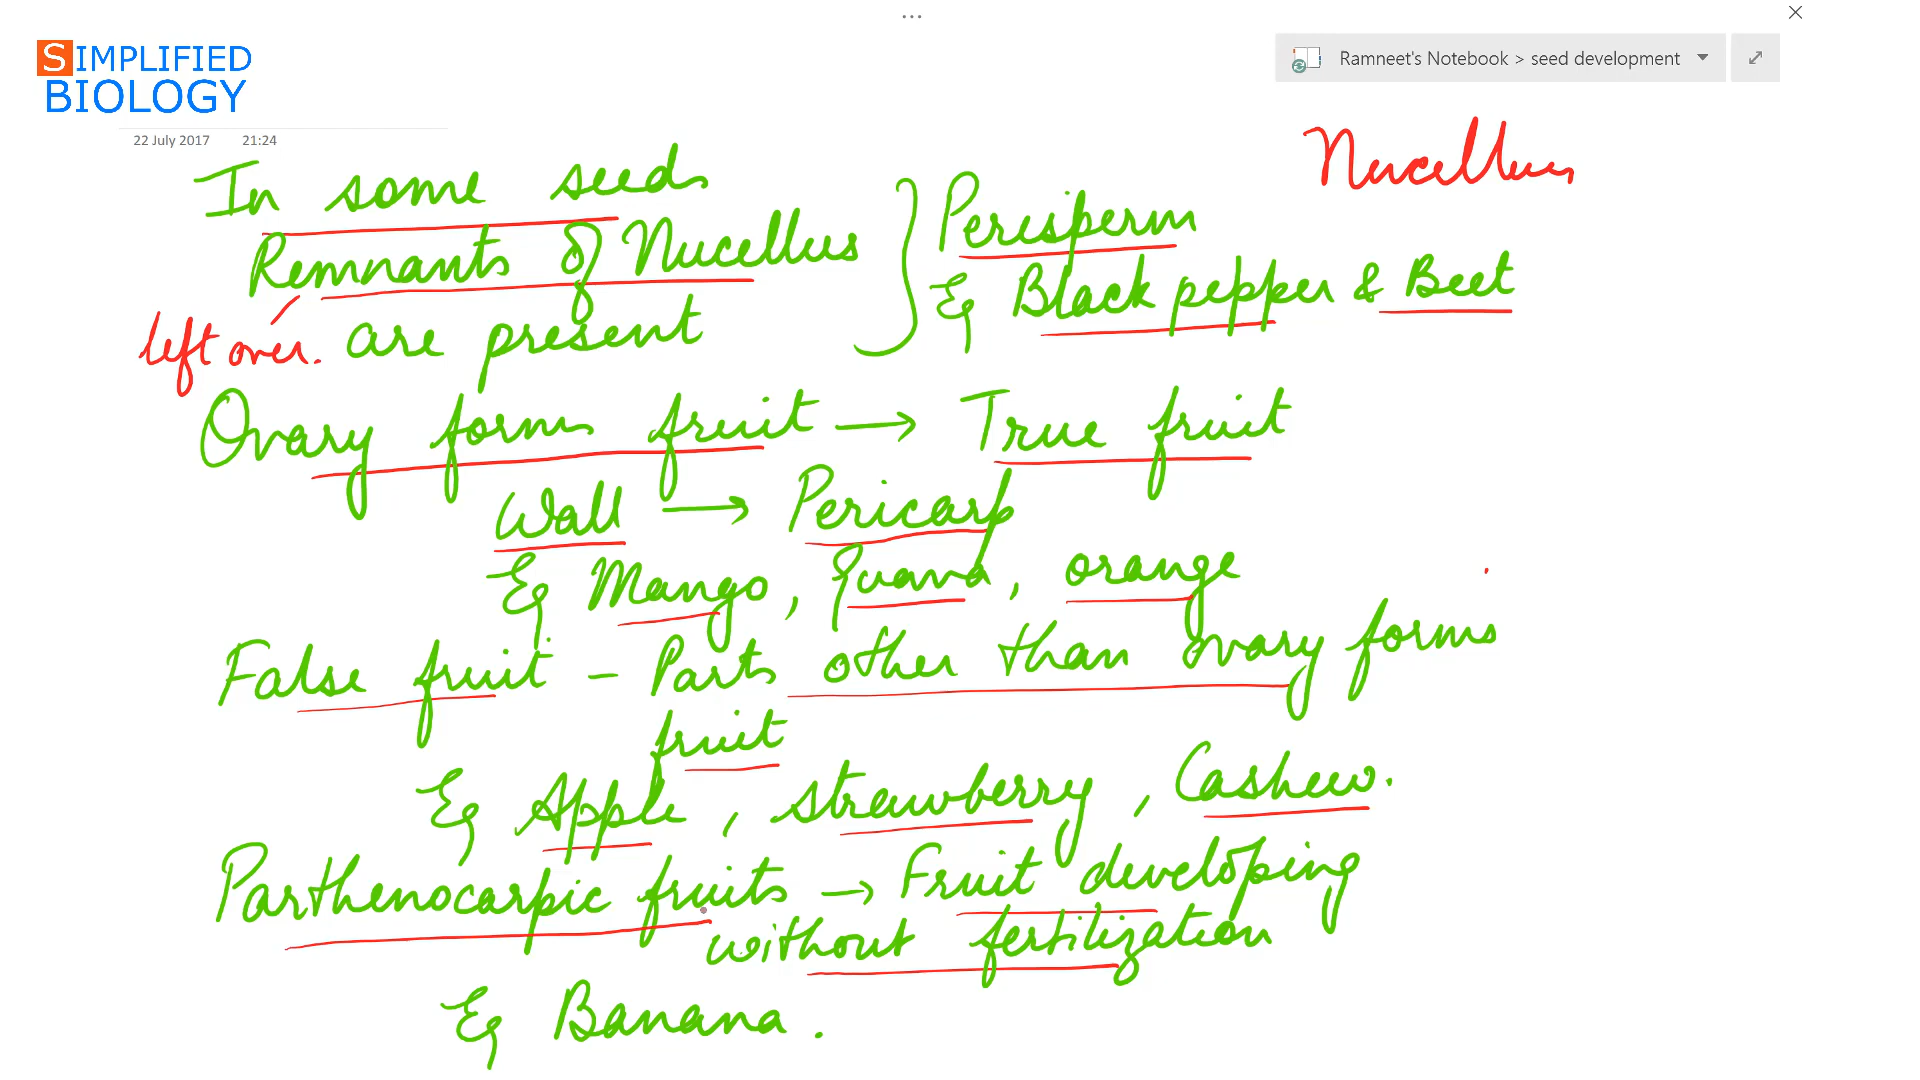 SIMPLIFIED
BIOLOGY
Ramneet's Notebook > seed development
22 July 2017 21:24
Nucellus
In some seeds
Remnants of Nucellus
left over. are present
Perisperm
Eg Black pepper & Beet
Ovary forms fruit → True fruit
Wall → Pericarp
Eg Mango, Guava, orange
False fruit - Parts other than ovary forms
fruit
Eg Apple, strawberry, Cashew.
Parthenocarpic fruits → Fruit developing
without fertilization
Eg Banana.